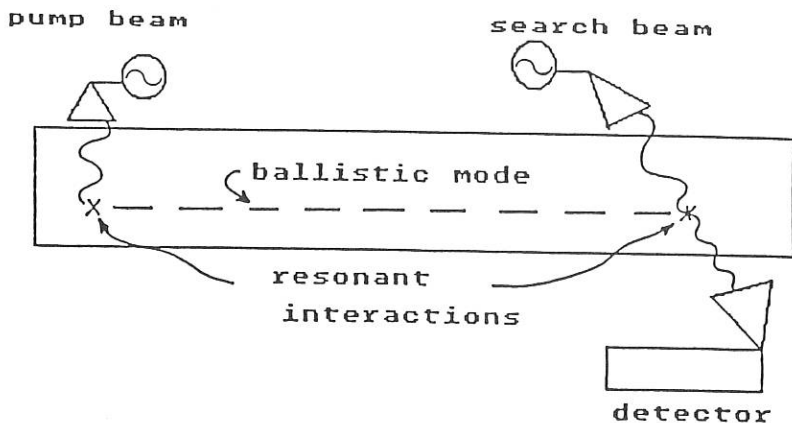 pump beam
search beam
ballistic mode
resonant
interactions
detector